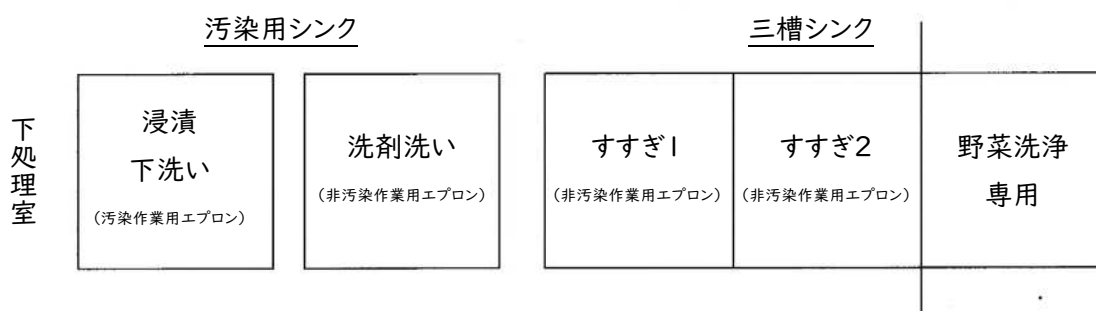 汚染用シンク
三槽シンク
下処理室
浸漬
下洗い
(汚染作業用エプロン)
洗剤洗い
(非汚染作業用エプロン)
すすぎ1
(非汚染作業用エプロン)
すすぎ2
(非汚染作業用エプロン)
野菜洗浄
専用